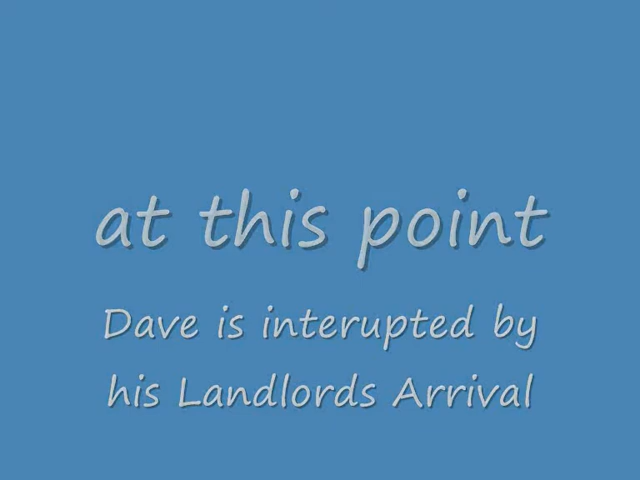 at this point
Dave is interupted by
his Landlords Arrival